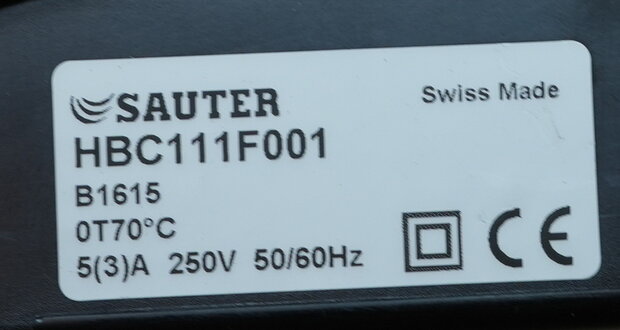 SAUTER
Swiss Made
HBC111F001
B1615
0T70°C
5(3)A 250V 50/60Hz
CE